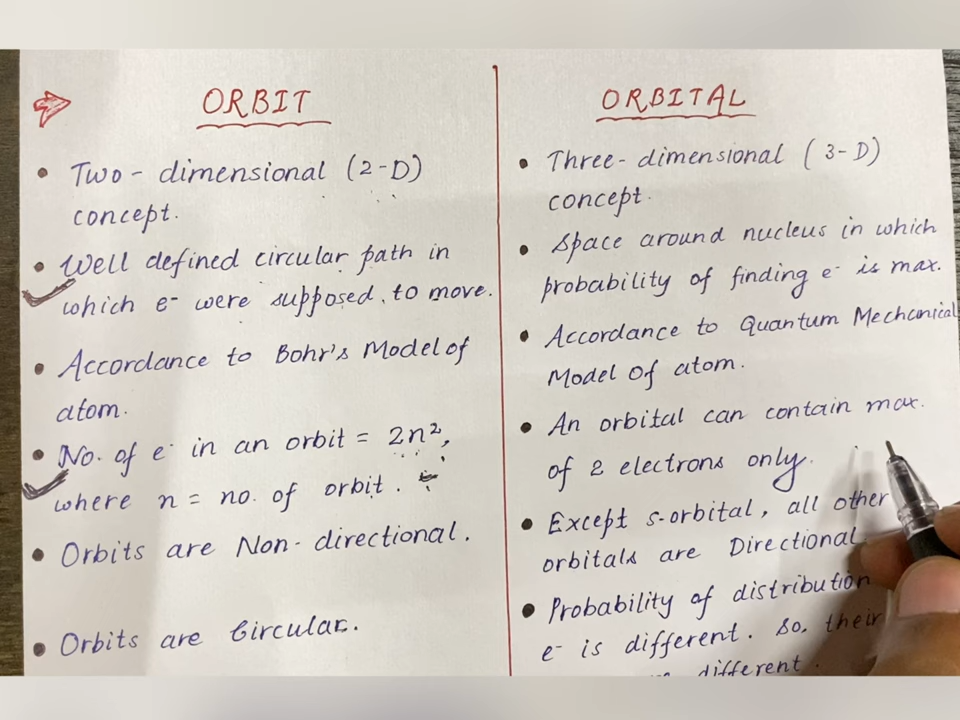 ORBIT
Two-dimensional (2-D)
concept.
Well defined circular path in
which e- were supposed to move.
Accordance to Bohr's Model of
atom.
No. of e- in an orbit = 2n²,
where n = no. of orbit.
Orbits are Non-directional.
Orbits are Circular.
ORBITAL
Three-dimensional (3-D)
concept.
Space around nucleus in which
probability of finding e- is max.
Accordance to Quantum Mechanical
Model of atom.
An orbital can contain max.
of 2 electrons only.
Except s-orbital, all other
orbitals are Directional
Probability of distribution
e- is different. So, their
different.